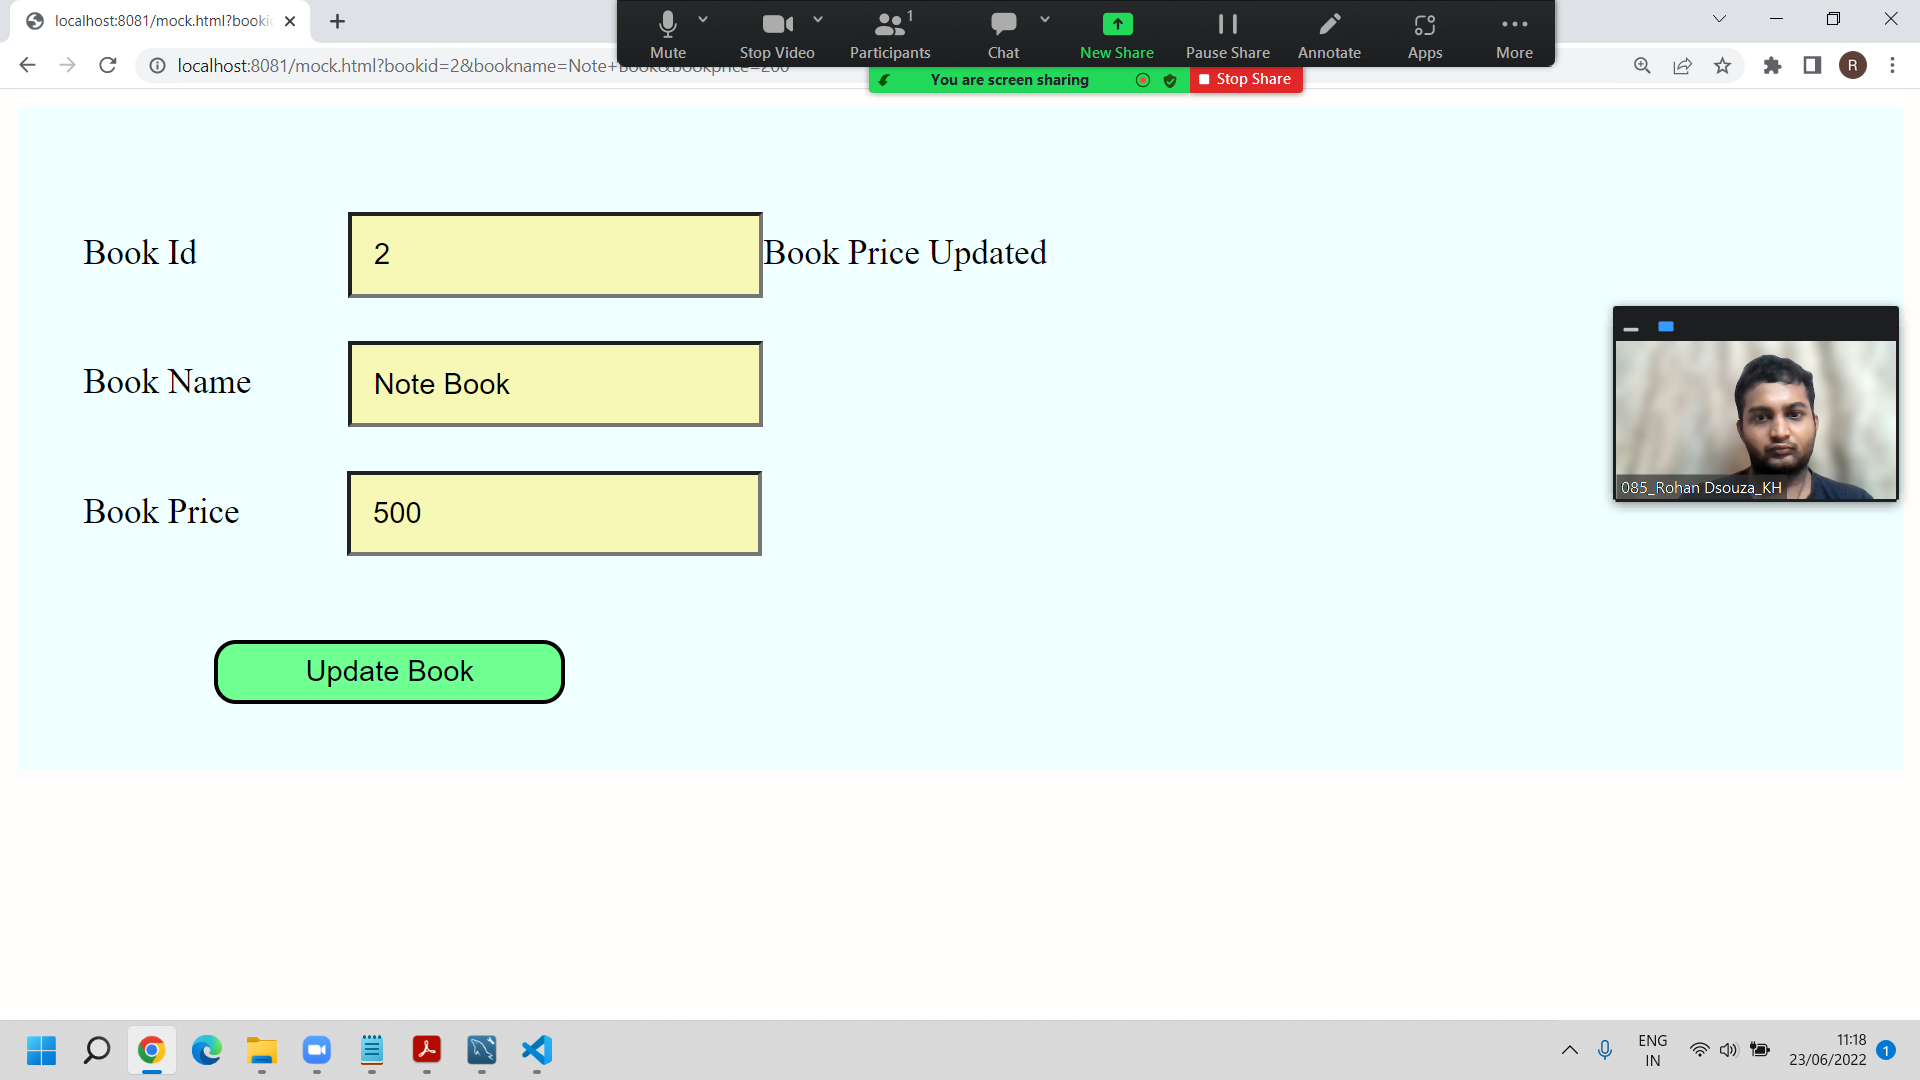 localhost:8081/mock.html?booki
Mute
Stop Video
1
Participants
Chat
New Share
Pause Share
Annotate
Apps
More
localhost:8081/mock.html?bookid=2&bookname=Note+Book&bookprice=200
R
You are screen sharing
Stop Share
Book Id
2
Book Price Updated
Book Name
Note Book
Book Price
500
Update Book
085_Rohan Dsouza_KH
ENG
IN
11:18
23/06/2022
1